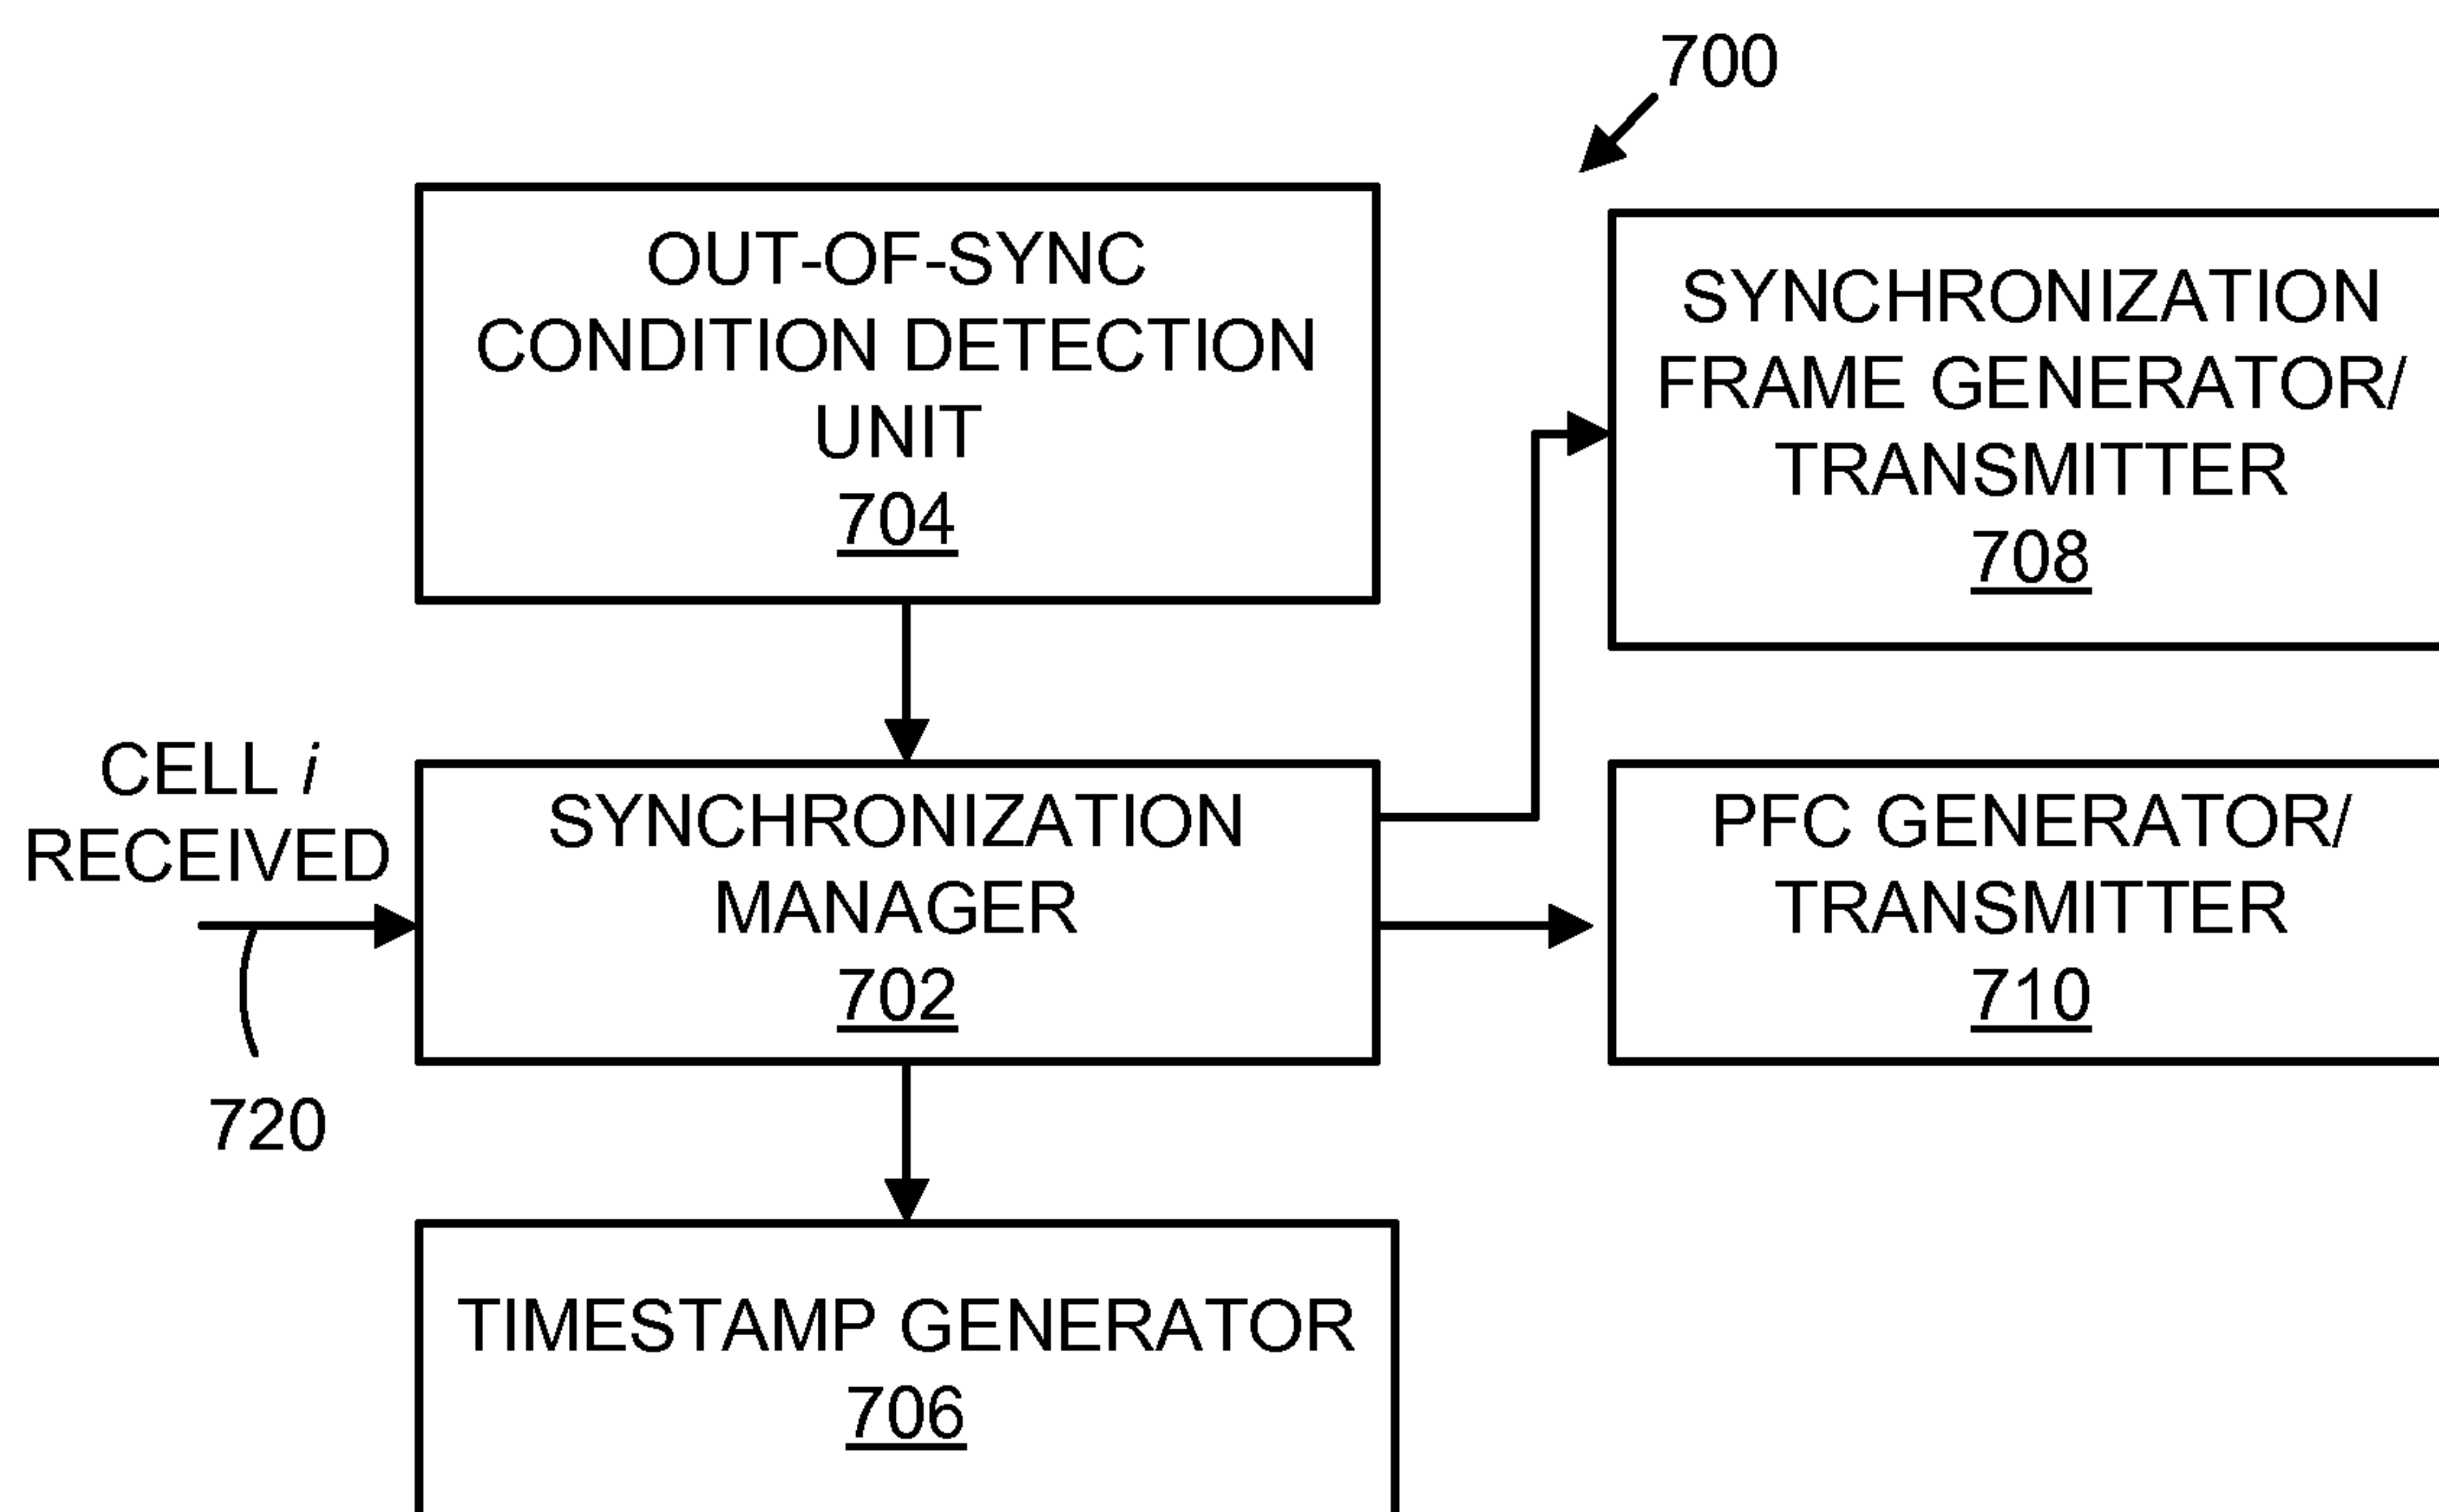 700
OUT-OF-SYNC
CONDITION DETECTION
UNIT
704
SYNCHRONIZATION
FRAME GENERATOR/
TRANSMITTER
708
CELL i
RECEIVED
720
SYNCHRONIZATION
MANAGER
702
PFC GENERATOR/
TRANSMITTER
710
TIMESTAMP GENERATOR
706